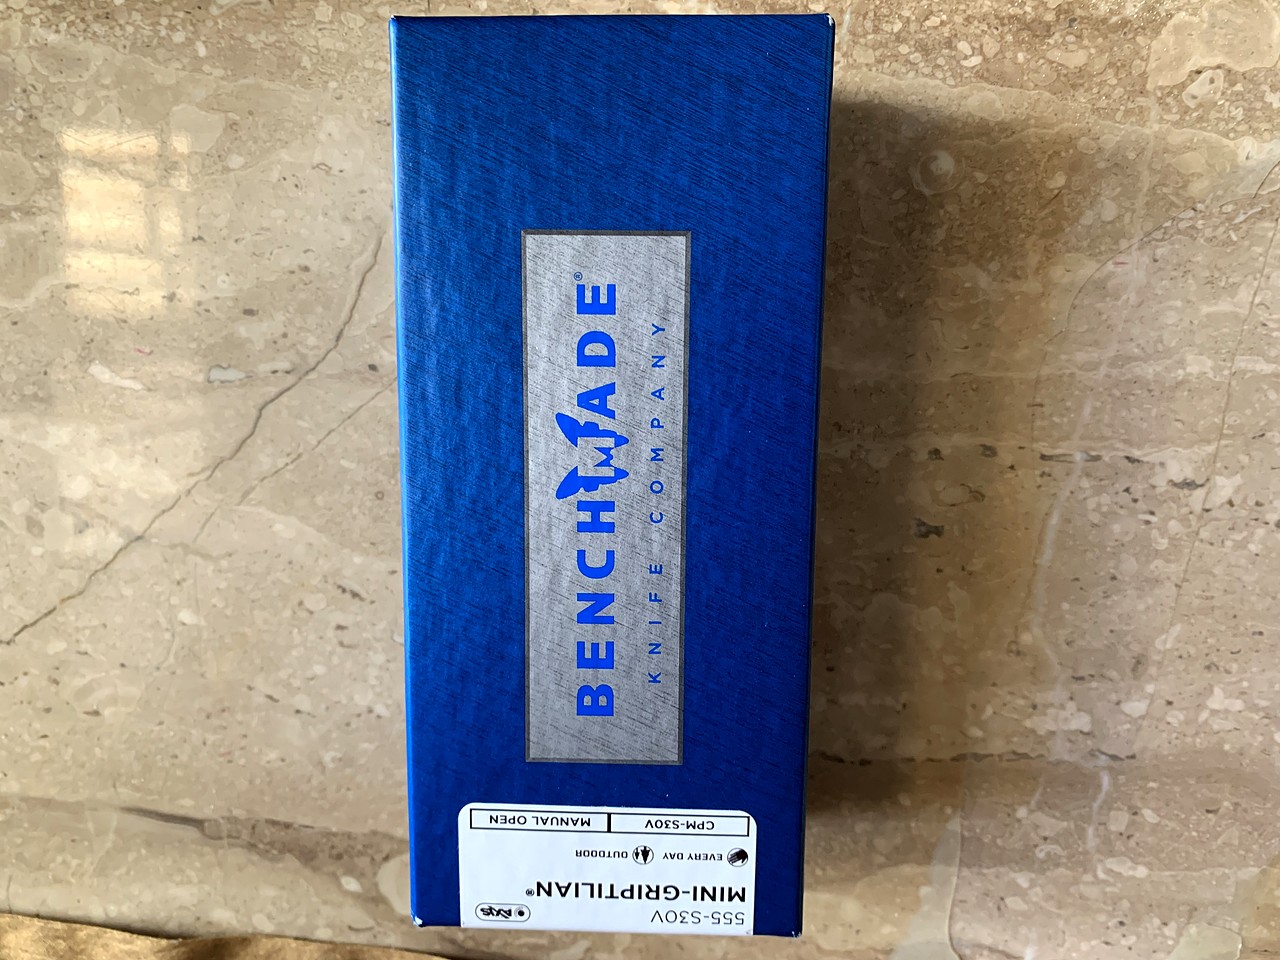 BENCHMADE®
KNIFE COMPANY
555-S30V AXIS
MINI-GRIPTILIAN®
EVERY DAY OUTDOOR
CPM-S30V MANUAL OPEN